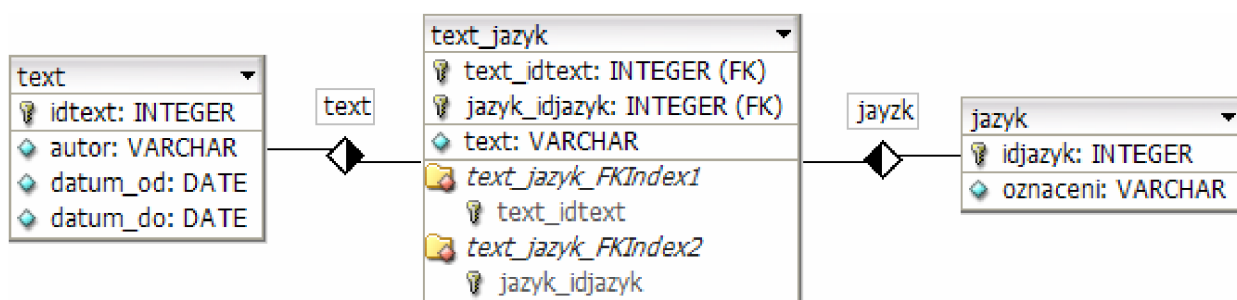 text
idtext: INTEGER
autor: VARCHAR
datum_od: DATE
datum_do: DATE
text
text_jazyk
text_idtext: INTEGER (FK)
jazyk_idjazyk: INTEGER (FK)
text: VARCHAR
text_jazyk_FKIndex1
text_idtext
text_jazyk_FKIndex2
jazyk_idjazyk
jayzk
jazyk
idjazyk: INTEGER
oznaceni: VARCHAR